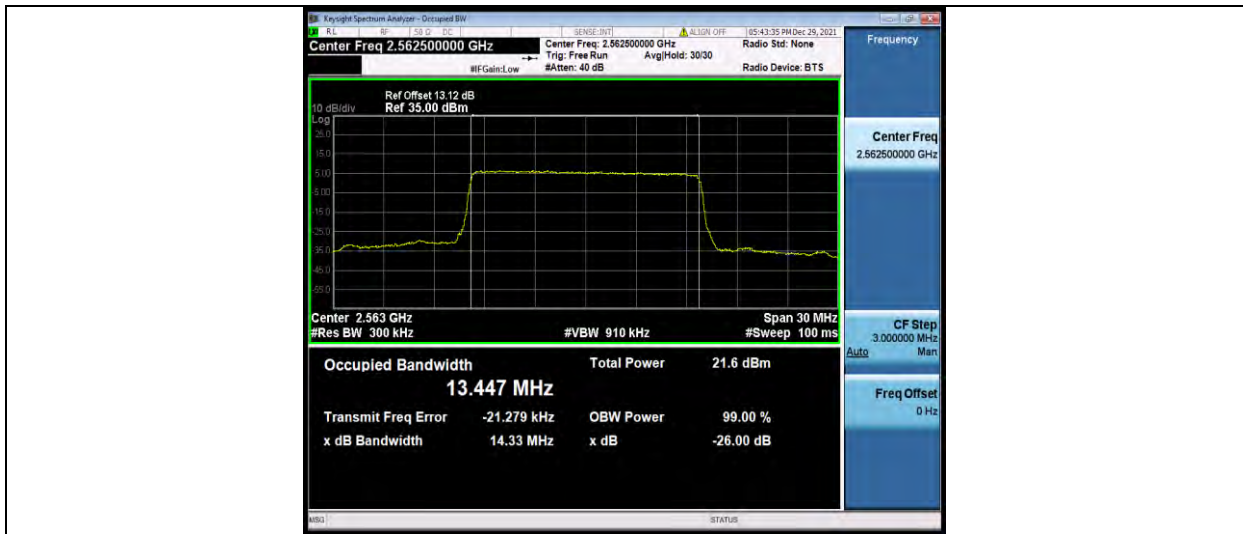 Keysight Spectrum Analyzer - Occupied BW
RL RF 50 Ω DC SENSE:INT ALIGN OFF 05:43:35 PM Dec 29, 2021
Center Freq 2.562500000 GHz Center Freq: 2.562500000 GHz Radio Std: None Frequency
Trig: Free Run Avg|Hold: 30/30
#IFGain:Low #Atten: 40 dB Radio Device: BTS
Ref Offset 13.12 dB
10 dB/div Ref 35.00 dBm
Log
25.0
15.0
5.00
-5.00
-15.0
-25.0
-35.0
-45.0
-55.0
Center Freq
2.562500000 GHz
Center 2.563 GHz Span 30 MHz
#Res BW 300 kHz #VBW 910 kHz #Sweep 100 ms
CF Step
3.000000 MHz
Auto Man
Occupied Bandwidth Total Power 21.6 dBm
13.447 MHz
Freq Offset
0 Hz
Transmit Freq Error -21.279 kHz OBW Power 99.00 %
x dB Bandwidth 14.33 MHz x dB -26.00 dB
MSG STATUS